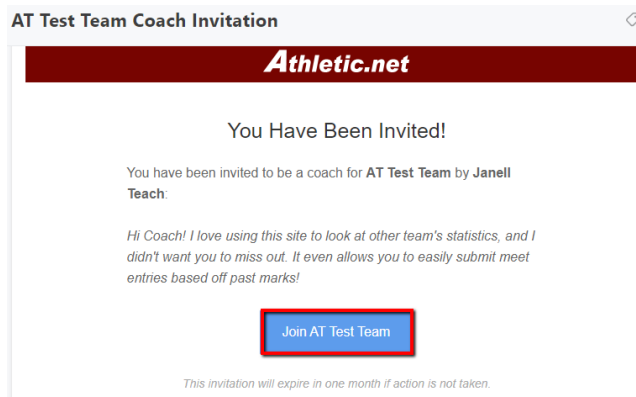 AT Test Team Coach Invitation
Athletic.net
You Have Been Invited!
You have been invited to be a coach for AT Test Team by Janell
Teach:
Hi Coach! I love using this site to look at other team's statistics, and I
didn't want you to miss out. It even allows you to easily submit meet
entries based off past marks!
Join AT Test Team
This invitation will expire in one month if action is not taken.